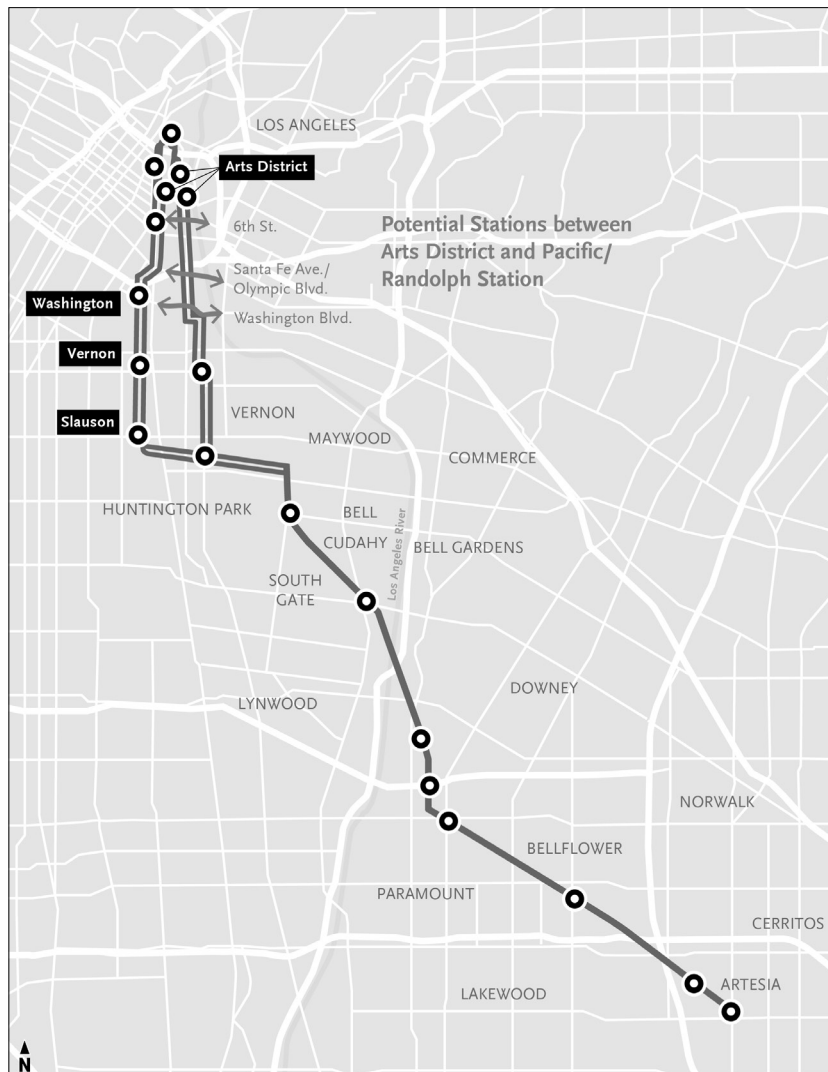 LOS ANGELES
Arts District
6th St.
Potential Stations between
Arts District and Pacific/
Randolph Station
Santa Fe Ave./
Olympic Blvd.
Washington
Washington Blvd.
Vernon
VERNON
Slauson
MAYWOOD
COMMERCE
HUNTINGTON PARK
BELL
CUDAHY
BELL GARDENS
Los Angeles River
SOUTH
GATE
DOWNEY
LYNWOOD
NORWALK
BELLFLOWER
PARAMOUNT
CERRITOS
ARTESIA
LAKEWOOD
N